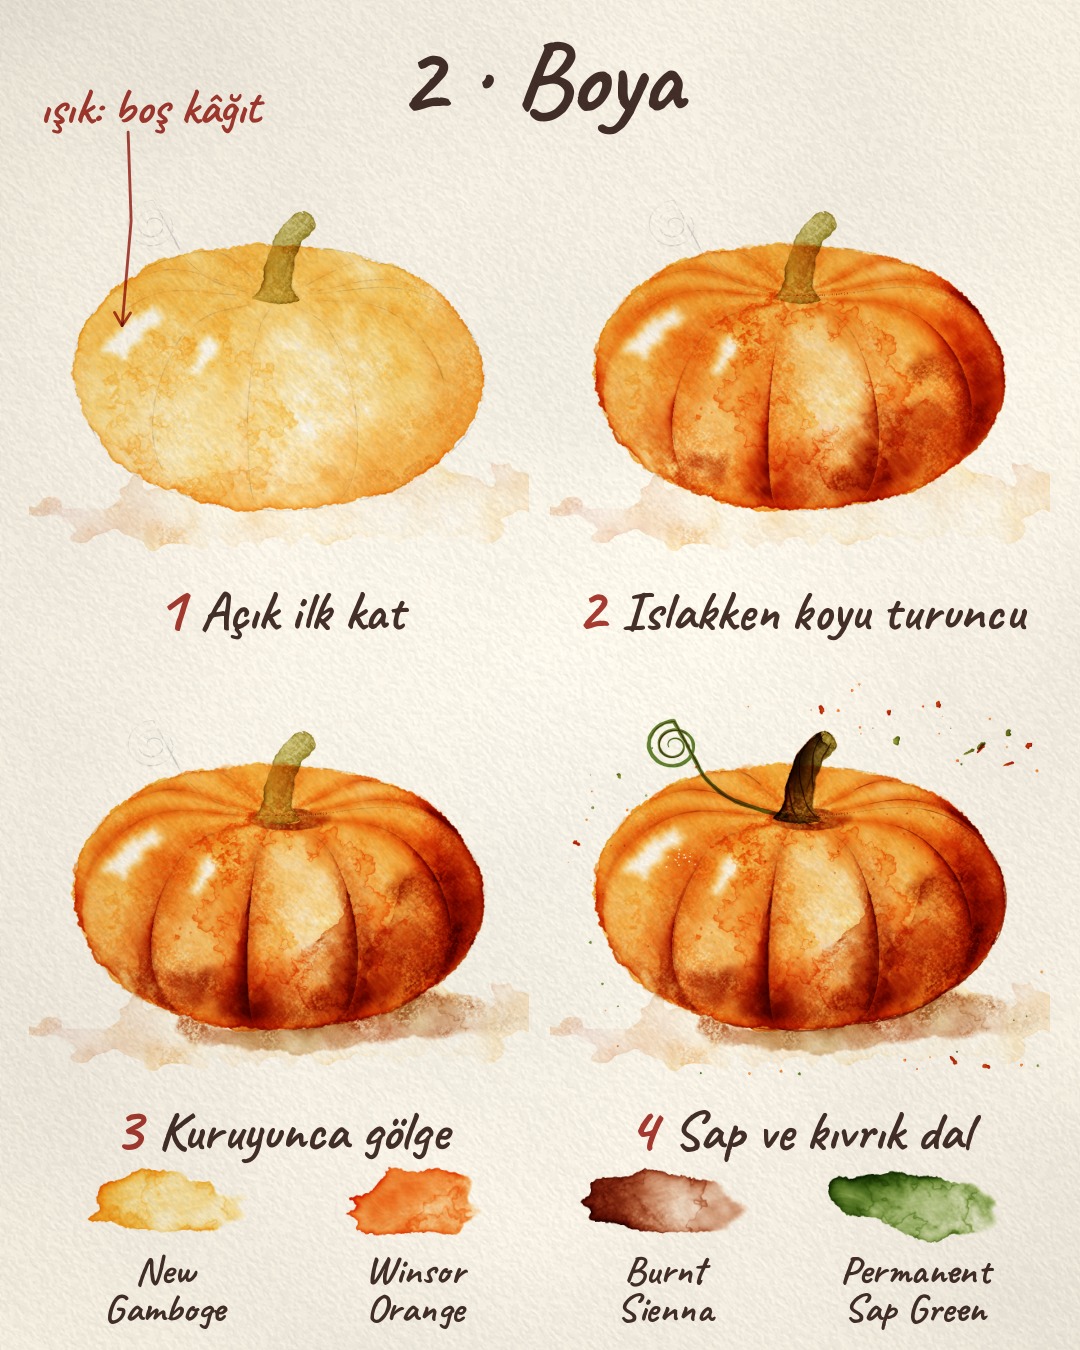 2 · Boya
ışık: boş kâğıt
1 Açık ilk kat
2 Islakken koyu turuncu
3 Kuruyunca gölge
4 Sap ve kıvrık dal
New
Gamboge
Winsor
Orange
Burnt
Sienna
Permanent
Sap Green